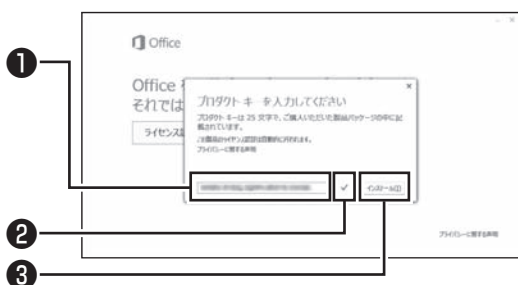 Office
Office
それでは
ライセンス
プロダクト キーを入力してください
プロダクト キーは 25 文字で、ご購入いただいた製品パッケージの中に記
載されています。
プライバシーに関する声明
❶
✓
インストール(I)
❷
プライバシーに関する声明
❸